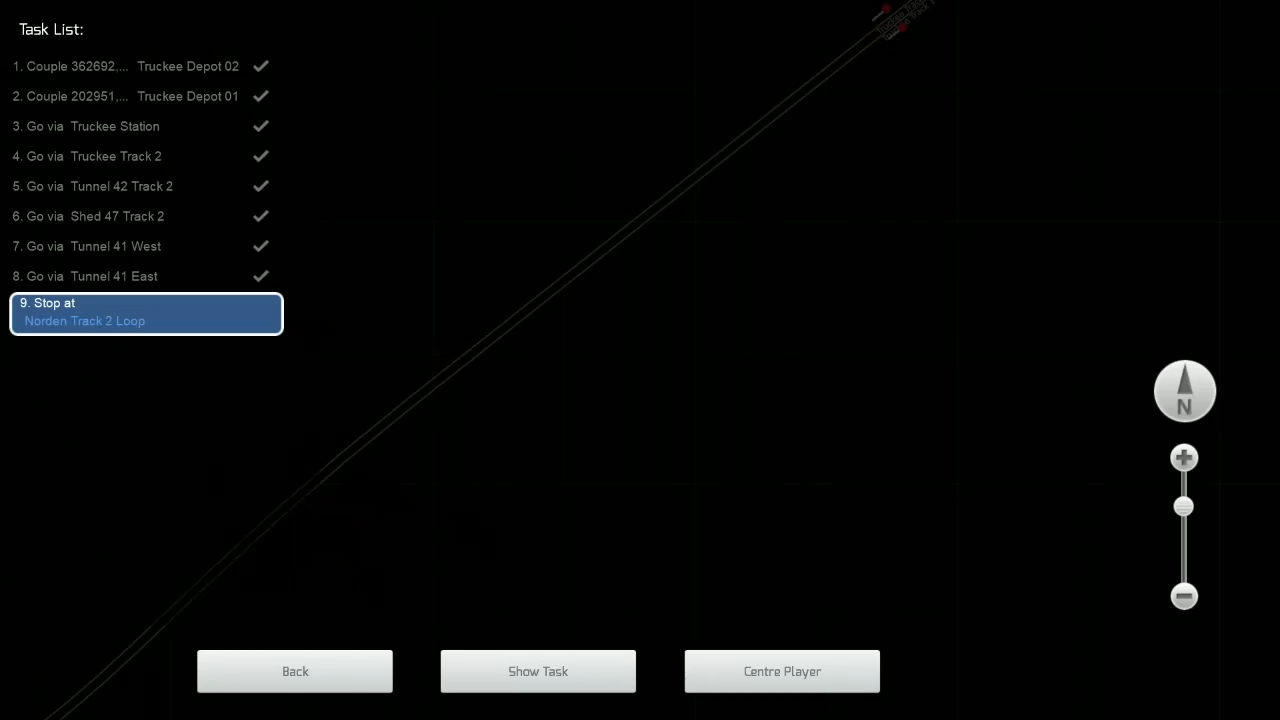 Task List:
1. Couple 362692,... Truckee Depot 02
2. Couple 202951,... Truckee Depot 01
3. Go via Truckee Station
4. Go via Truckee Track 2
5. Go via Tunnel 42 Track 2
6. Go via Shed 47 Track 2
7. Go via Tunnel 41 West
8. Go via Tunnel 41 East
9. Stop at
Norden Track 2 Loop
N
Back
Show Task
Centre Player